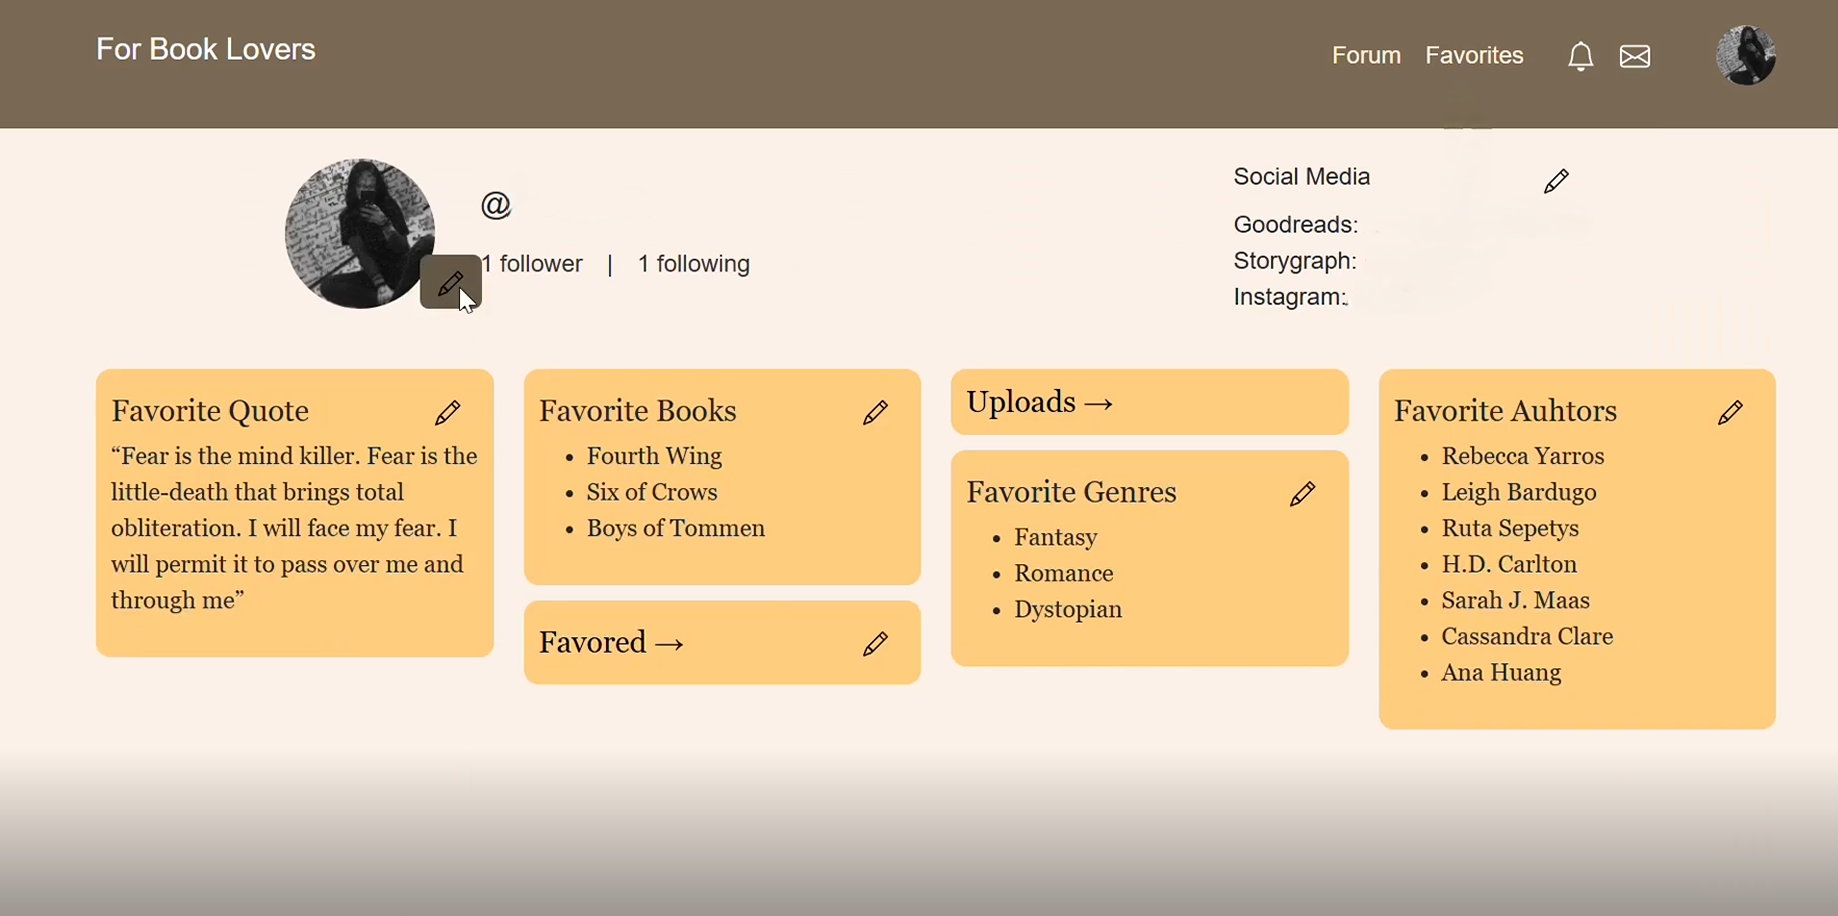 For Book Lovers
Forum
Favorites
@
1 follower | 1 following
Social Media
Goodreads:
Storygraph:
Instagram:
Favorite Quote
“Fear is the mind killer. Fear is the
little-death that brings total
obliteration. I will face my fear. I
will permit it to pass over me and
through me”
Favorite Books
• Fourth Wing
• Six of Crows
• Boys of Tommen
Favored →
Uploads →
Favorite Genres
• Fantasy
• Romance
• Dystopian
Favorite Auhtors
• Rebecca Yarros
• Leigh Bardugo
• Ruta Sepetys
• H.D. Carlton
• Sarah J. Maas
• Cassandra Clare
• Ana Huang